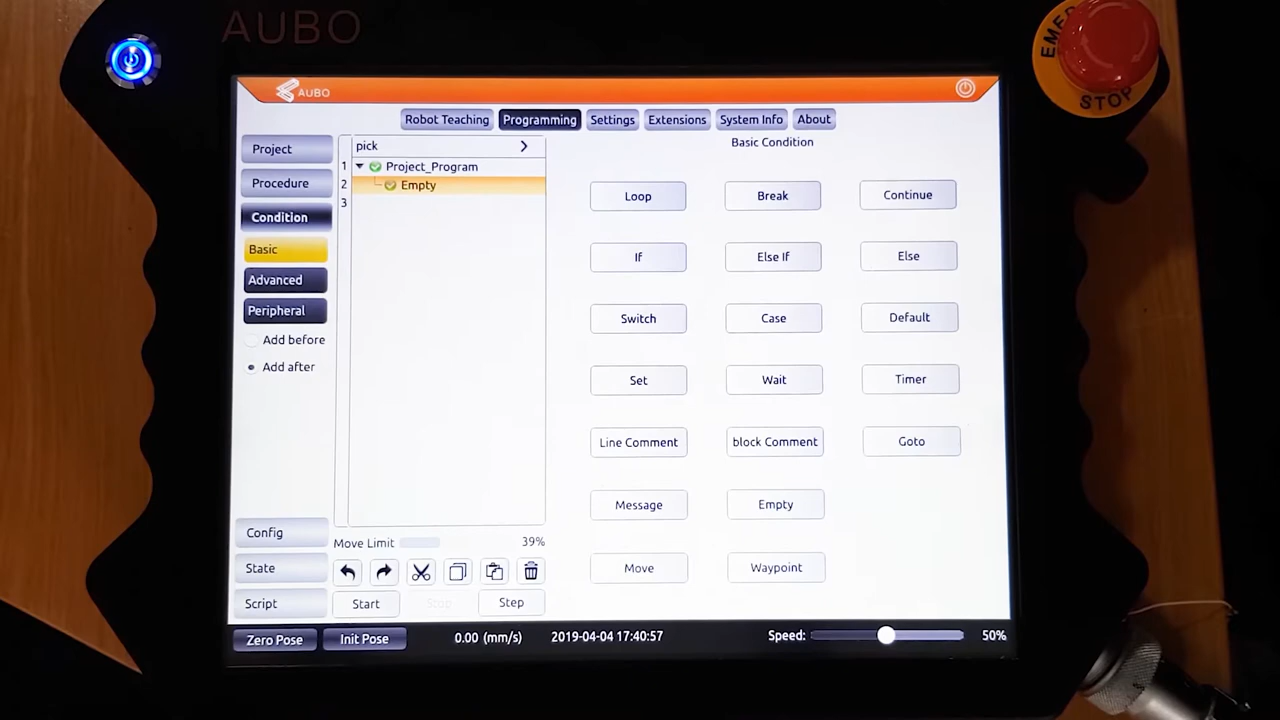 AUBO
EMER
STOP
AUBO
Robot Teaching Programming Settings Extensions System Info About
Project
Procedure
Condition
Basic
Advanced
Peripheral
Add before
Add after
Config
State
Script
pick
1 Project_Program
2 Empty
3
Move Limit 39%
Start Stop Step
Basic Condition
Loop Break Continue
If Else If Else
Switch Case Default
Set Wait Timer
Line Comment block Comment Goto
Message Empty
Move Waypoint
Zero Pose Init Pose 0.00 (mm/s) 2019-04-04 17:40:57 Speed: 50%